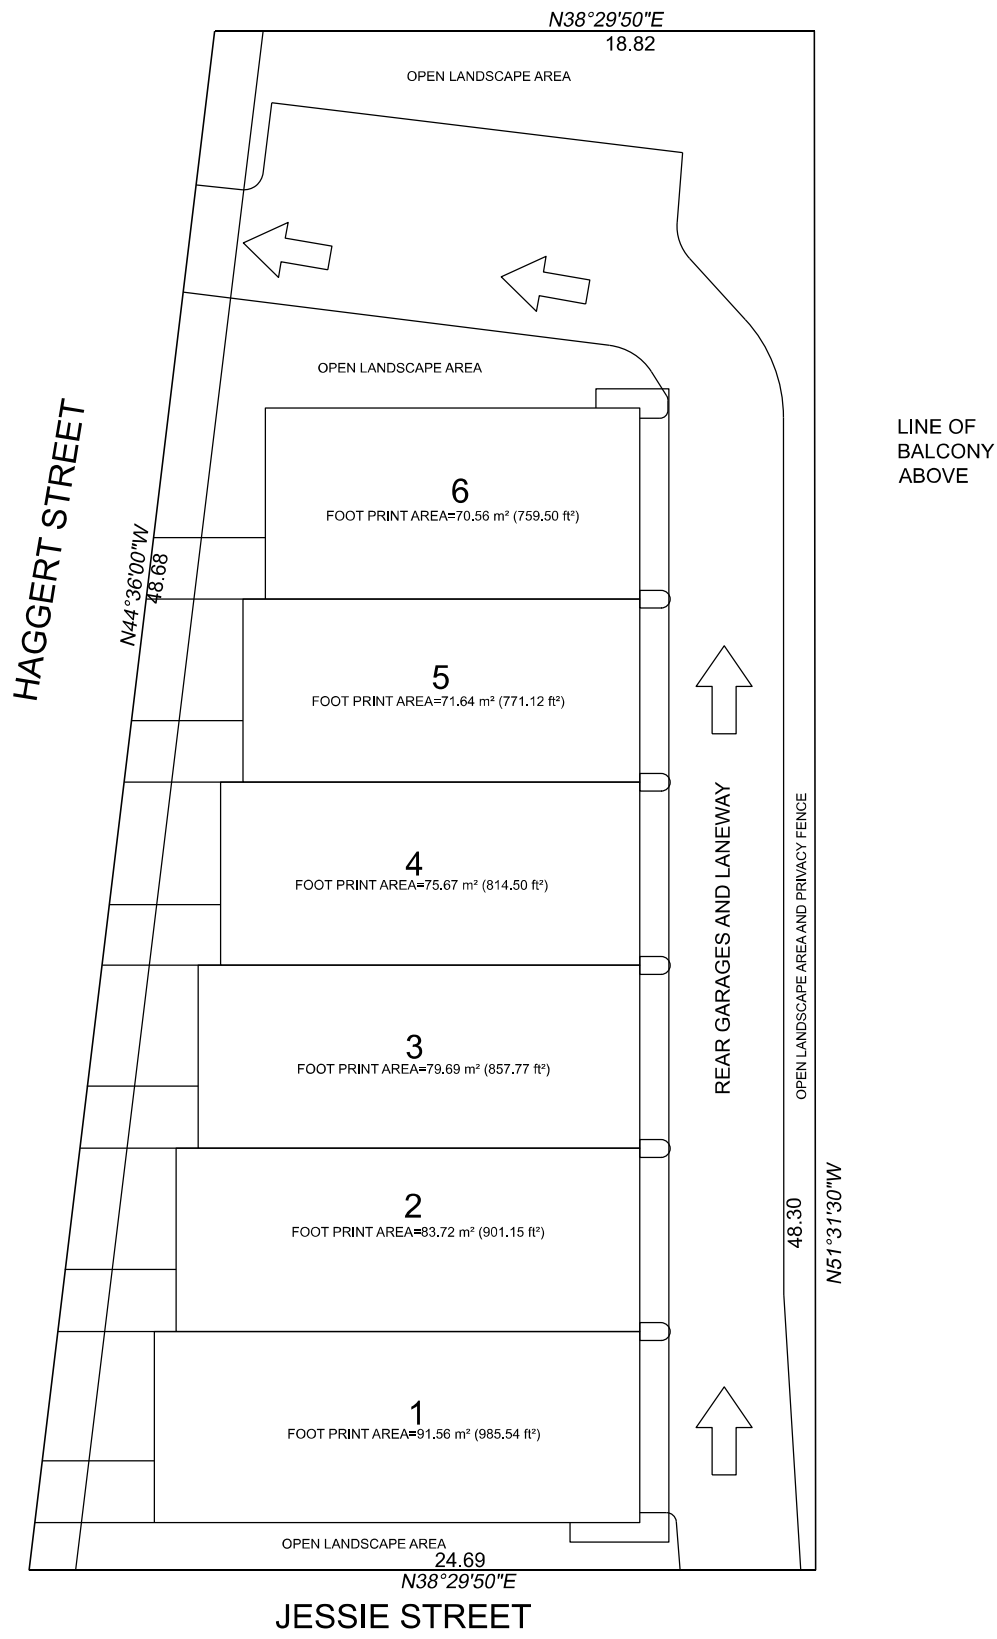 N38°29'50"E
18.82
OPEN LANDSCAPE AREA
OPEN LANDSCAPE AREA
LINE OF
BALCONY
ABOVE
HAGGERT STREET
N44°36'00"W
48.68
6
FOOT PRINT AREA=70.56 m² (759.50 ft²)
5
FOOT PRINT AREA=71.64 m² (771.12 ft²)
4
FOOT PRINT AREA=75.67 m² (814.50 ft²)
3
FOOT PRINT AREA=79.69 m² (857.77 ft²)
2
FOOT PRINT AREA=83.72 m² (901.15 ft²)
1
FOOT PRINT AREA=91.56 m² (985.54 ft²)
REAR GARAGES AND LANEWAY
OPEN LANDSCAPE AREA AND PRIVACY FENCE
48.30
N51°31'30"W
OPEN LANDSCAPE AREA
24.69
N38°29'50"E
JESSIE STREET